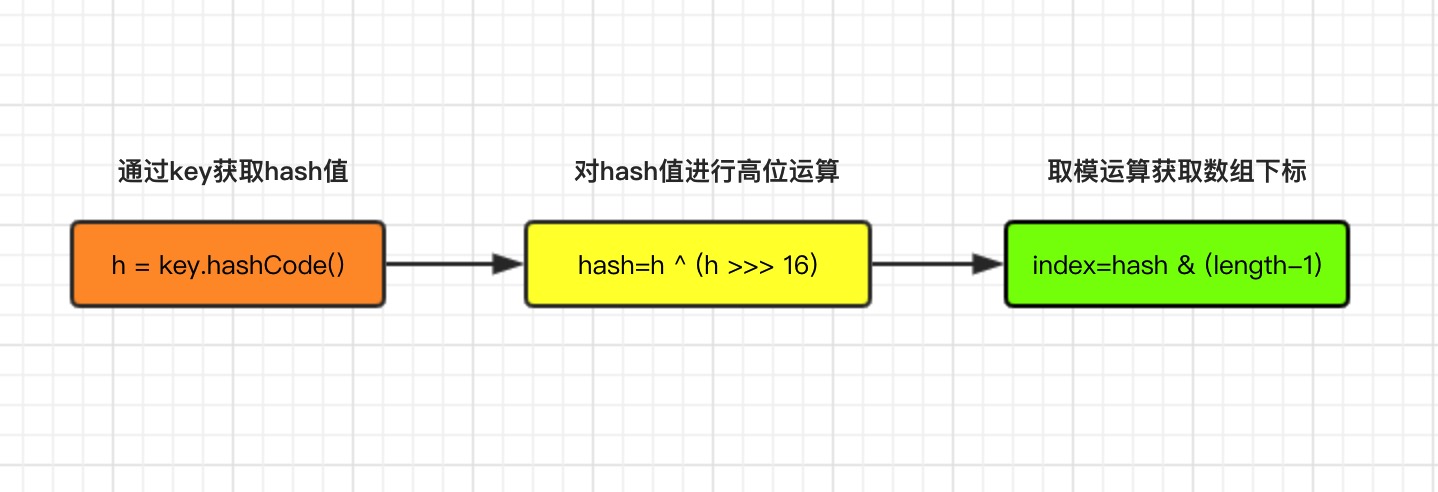 通过key获取hash值
对hash值进行高位运算
取模运算获取数组下标
h = key.hashCode()
hash=h ^ (h >>> 16)
index=hash & (length-1)